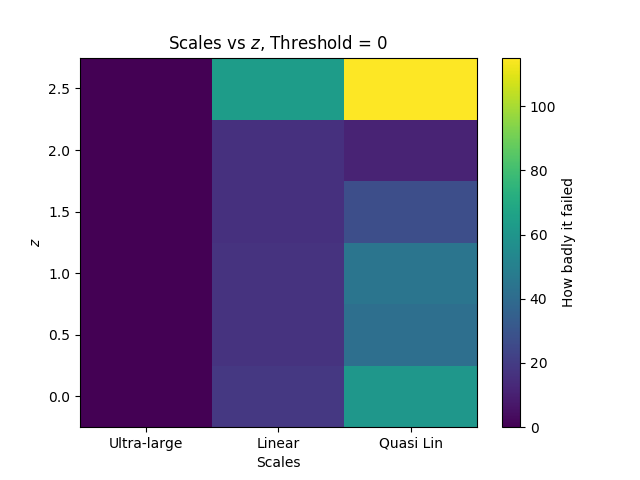 Scales vs z, Threshold = 0
2.5
2.0
1.5
1.0
0.5
0.0
z
Ultra-large
Linear
Quasi Lin
Scales
100
80
60
40
20
0
How badly it failed